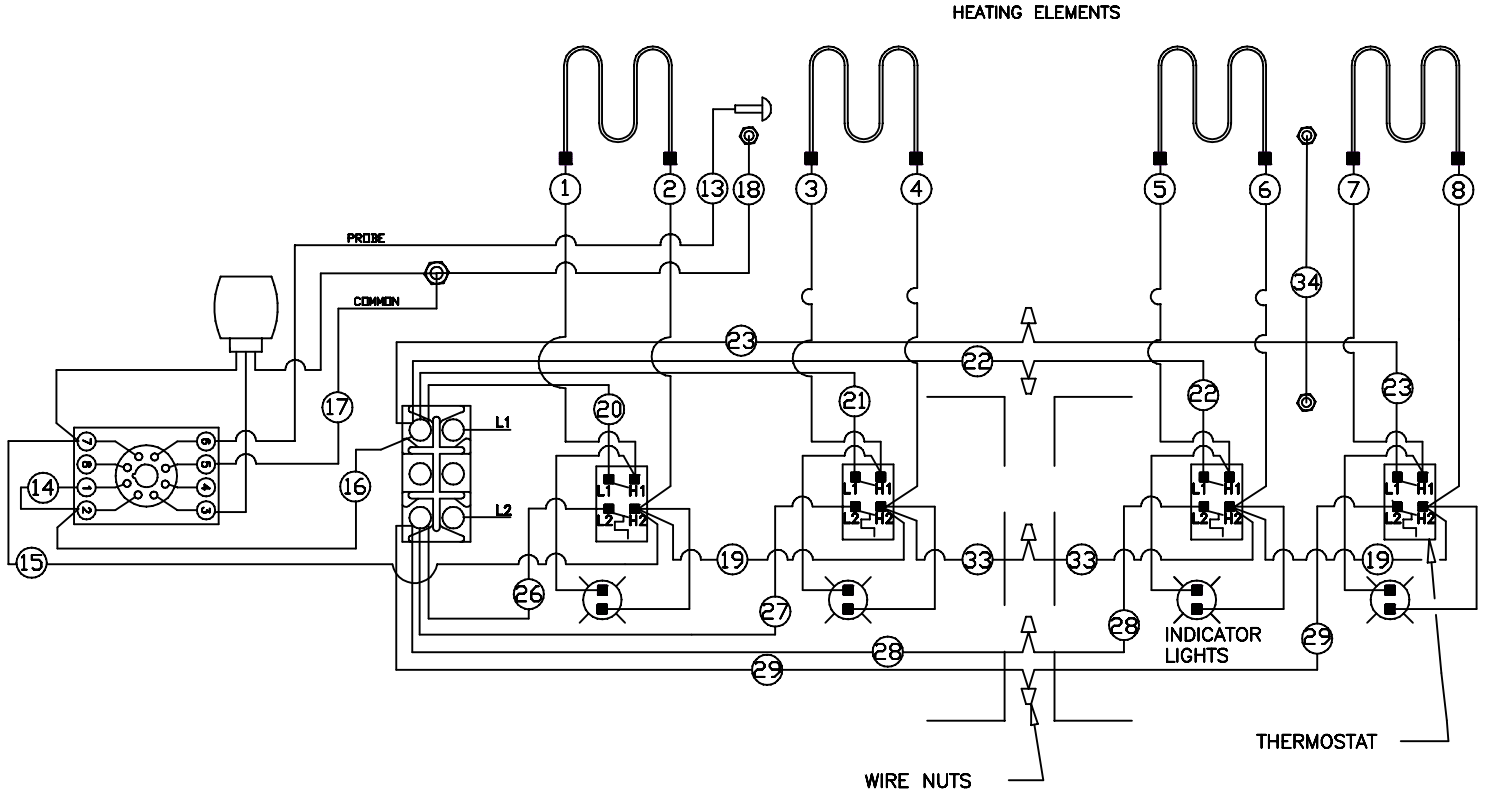 HEATING ELEMENTS
1
2
13
18
3
4
5
6
7
8
PROBE
34
COMMON
23
22
17
20
21
22
23
L1
7
6
8
5
14
1
4
16
2
3
L1 H1
L1 H1
L1 H1
L1 H1
L2
L2 H2
L2 H2
L2 H2
L2 H2
15
19
33
33
19
26
27
28
INDICATOR
LIGHTS
29
28
29
THERMOSTAT
WIRE NUTS